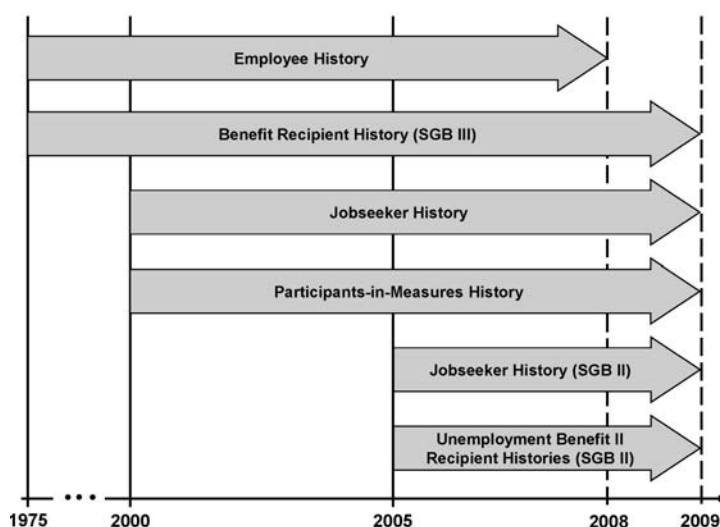 Employee History
Benefit Recipient History (SGB III)
Jobseeker History
Participants-in-Measures History
Jobseeker History (SGB II)
Unemployment Benefit II
Recipient Histories (SGB II)
1975 ••• 2000 2005 2008 2009